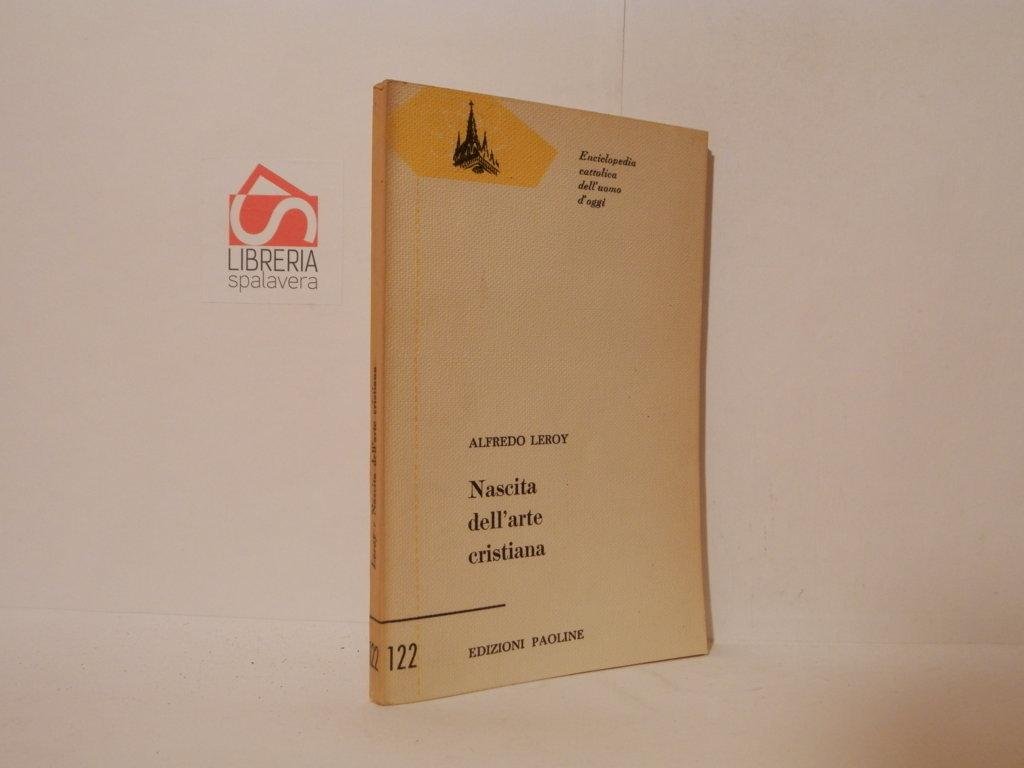 LIBRERIA
spalavera
Enciclopedia
cattolica
dell'uomo
d'oggi
ALFREDO LEROY
Nascita
dell'arte
cristiana
122
EDIZIONI PAOLINE
Leroy - Nascita dell'arte cristiana
122